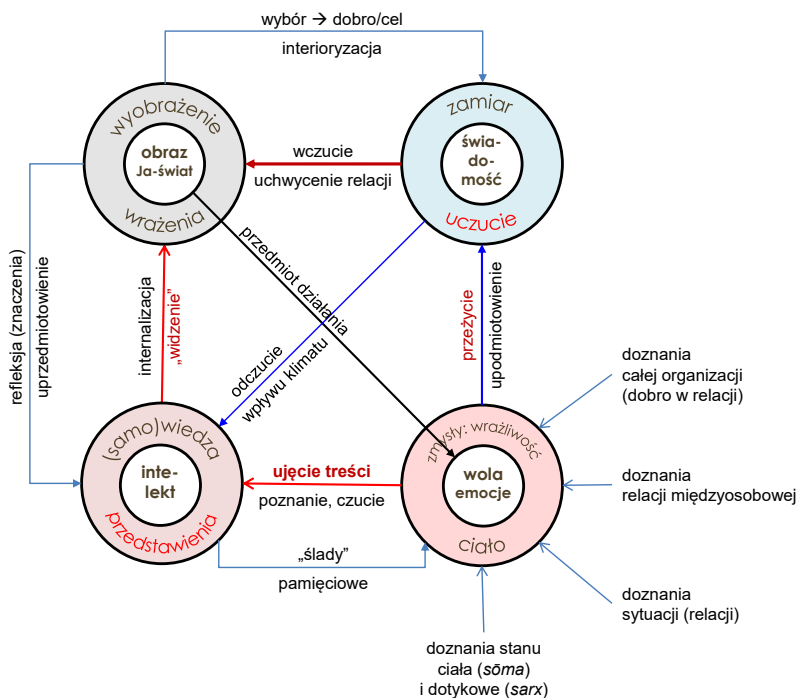 wybór → dobro/cel
interioryzacja
wyobrażenie
obraz
Ja-świat
wrażenia
zamiar
świa-
do-
mość
uczucie
wczucie
uchwycenie relacji
refleksja (znaczenia)
uprzedmiotowienie
internalizacja
„widzenie”
przedmiot działania
odczucie
wpływu klimatu
przeżycie
upodmiotowienie
doznania
całej organizacji
(dobro w relacji)
(samo)wiedza
inte-
lekt
przedstawienia
ujęcie treści
poznanie, czucie
zmysły: wrażliwość
wola
emocje
ciało
doznania
relacji międzyosobowej
„ślady”
pamięciowe
doznania
sytuacji (relacji)
doznania stanu
ciała (sōma)
i dotykowe (sarx)